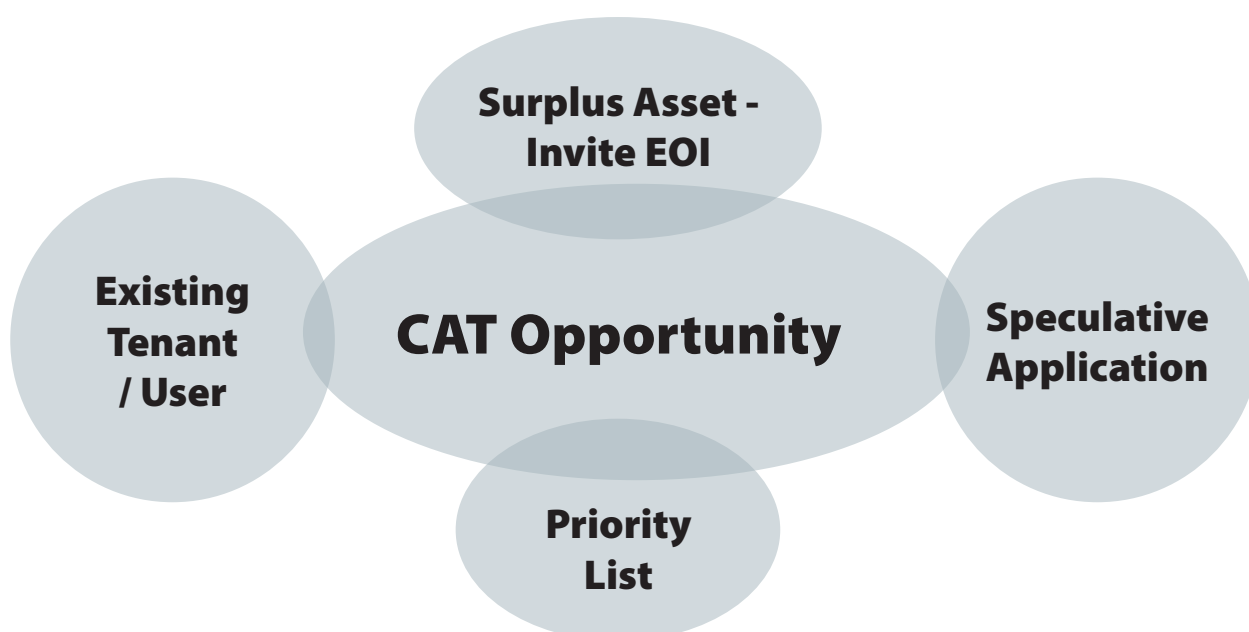 Surplus Asset -
Invite EOI
Existing
Tenant
/ User
CAT Opportunity
Speculative
Application
Priority
List